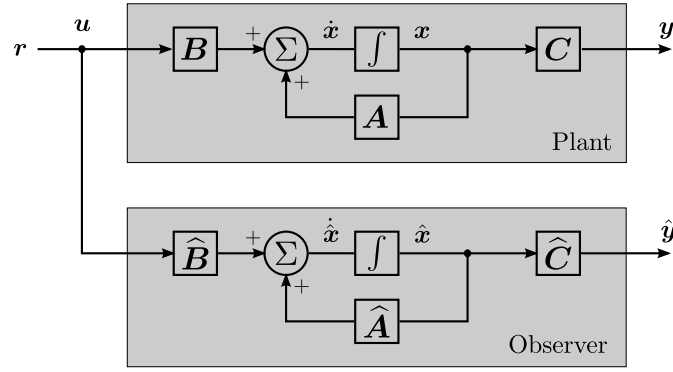 r u B + Σ ẋ ∫ x C y
+
A
Plant
B̂ + Σ x̂̇ ∫ x̂ Ĉ ŷ
+
Â
Observer